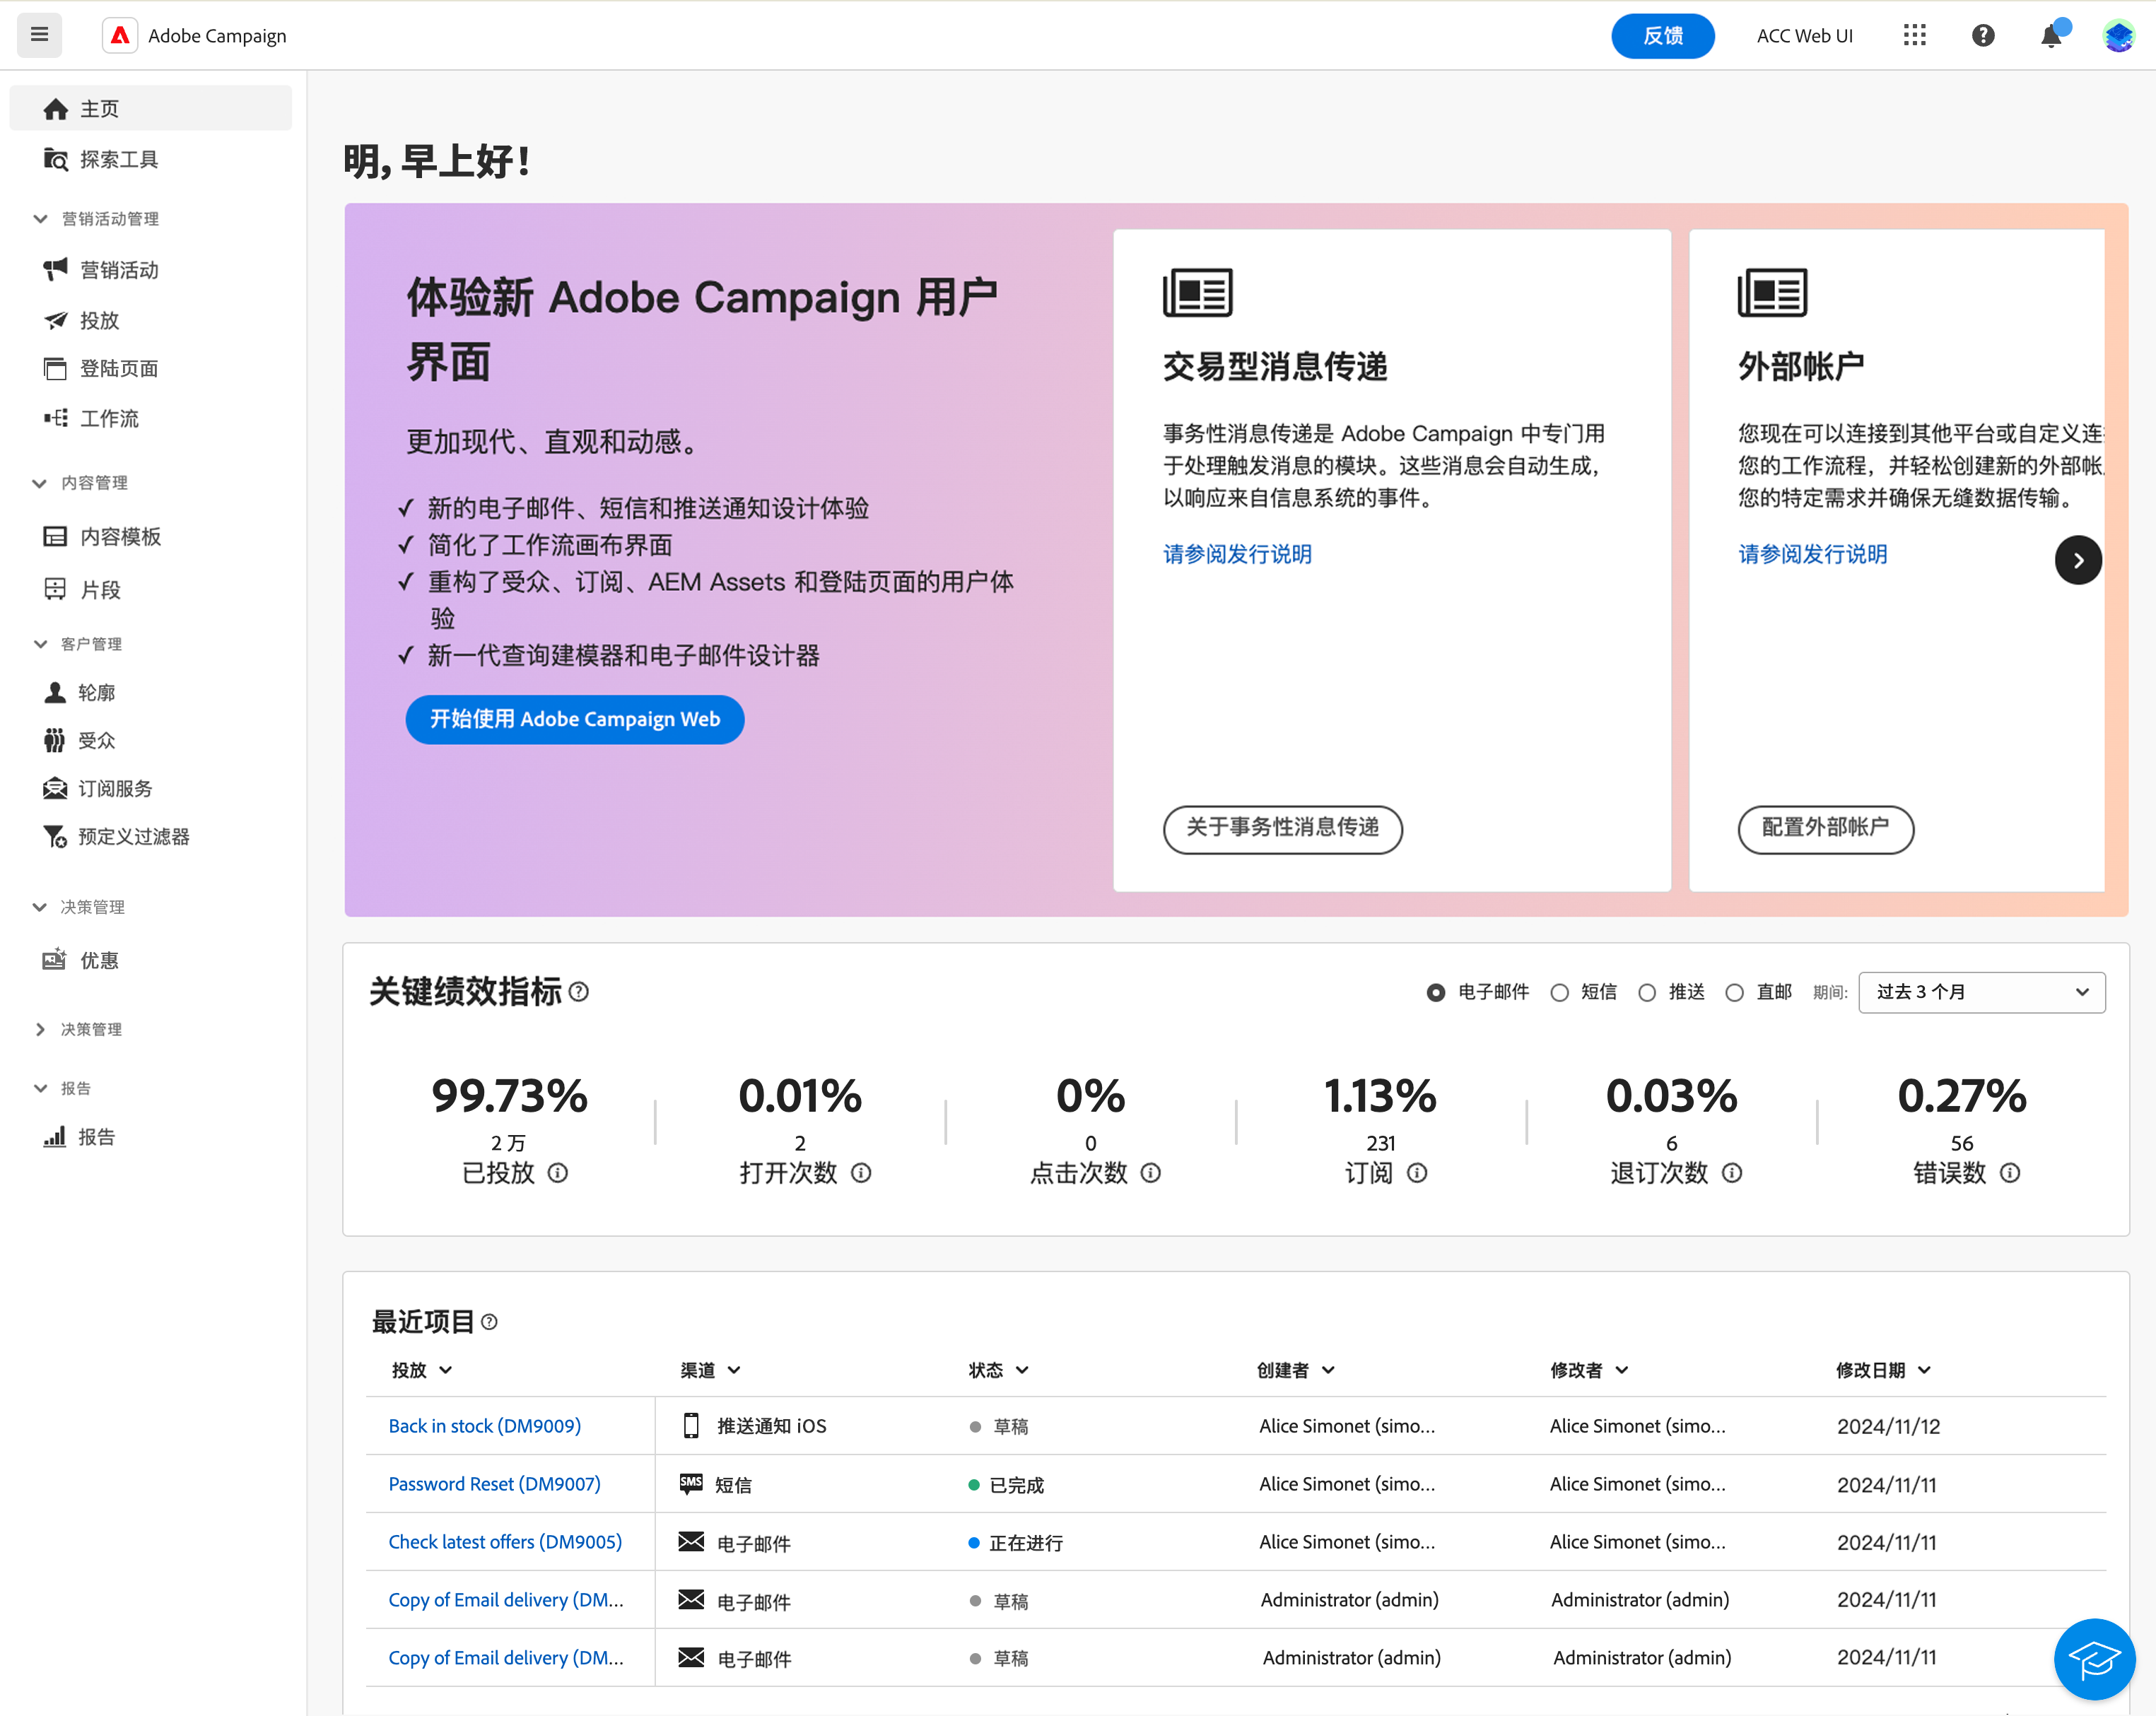 Adobe Campaign
反馈
ACC Web UI
主页
探索工具
营销活动管理
营销活动
投放
登陆页面
工作流
内容管理
内容模板
片段
客户管理
轮廓
受众
订阅服务
预定义过滤器
决策管理
优惠
决策管理
报告
报告
明, 早上好!
体验新 Adobe Campaign 用户
界面
更加现代、直观和动感。
✓ 新的电子邮件、短信和推送通知设计体验
✓ 简化了工作流画布界面
✓ 重构了受众、订阅、AEM Assets 和登陆页面的用户体
验
✓ 新一代查询建模器和电子邮件设计器
开始使用 Adobe Campaign Web
交易型消息传递
事务性消息传递是 Adobe Campaign 中专门用
于处理触发消息的模块。这些消息会自动生成，
以响应来自信息系统的事件。
请参阅发行说明
关于事务性消息传递
外部帐户
您现在可以连接到其他平台或自定义连
您的工作流程，并轻松创建新的外部帐
您的特定需求并确保无缝数据传输。
请参阅发行说明
配置外部帐户
关键绩效指标
电子邮件 短信 推送 直邮 期间: 过去 3 个月
99.73% 0.01% 0% 1.13% 0.03% 0.27%
2 万 2 0 231 6 56
已投放 打开次数 点击次数 订阅 退订次数 错误数
最近项目
投放 渠道 状态 创建者 修改者 修改日期
Back in stock (DM9009) 推送通知 iOS 草稿 Alice Simonet (simo... Alice Simonet (simo... 2024/11/12
Password Reset (DM9007) SMS 短信 已完成 Alice Simonet (simo... Alice Simonet (simo... 2024/11/11
Check latest offers (DM9005) 电子邮件 正在进行 Alice Simonet (simo... Alice Simonet (simo... 2024/11/11
Copy of Email delivery (DM... 电子邮件 草稿 Administrator (admin) Administrator (admin) 2024/11/11
Copy of Email delivery (DM... 电子邮件 草稿 Administrator (admin) Administrator (admin) 2024/11/11